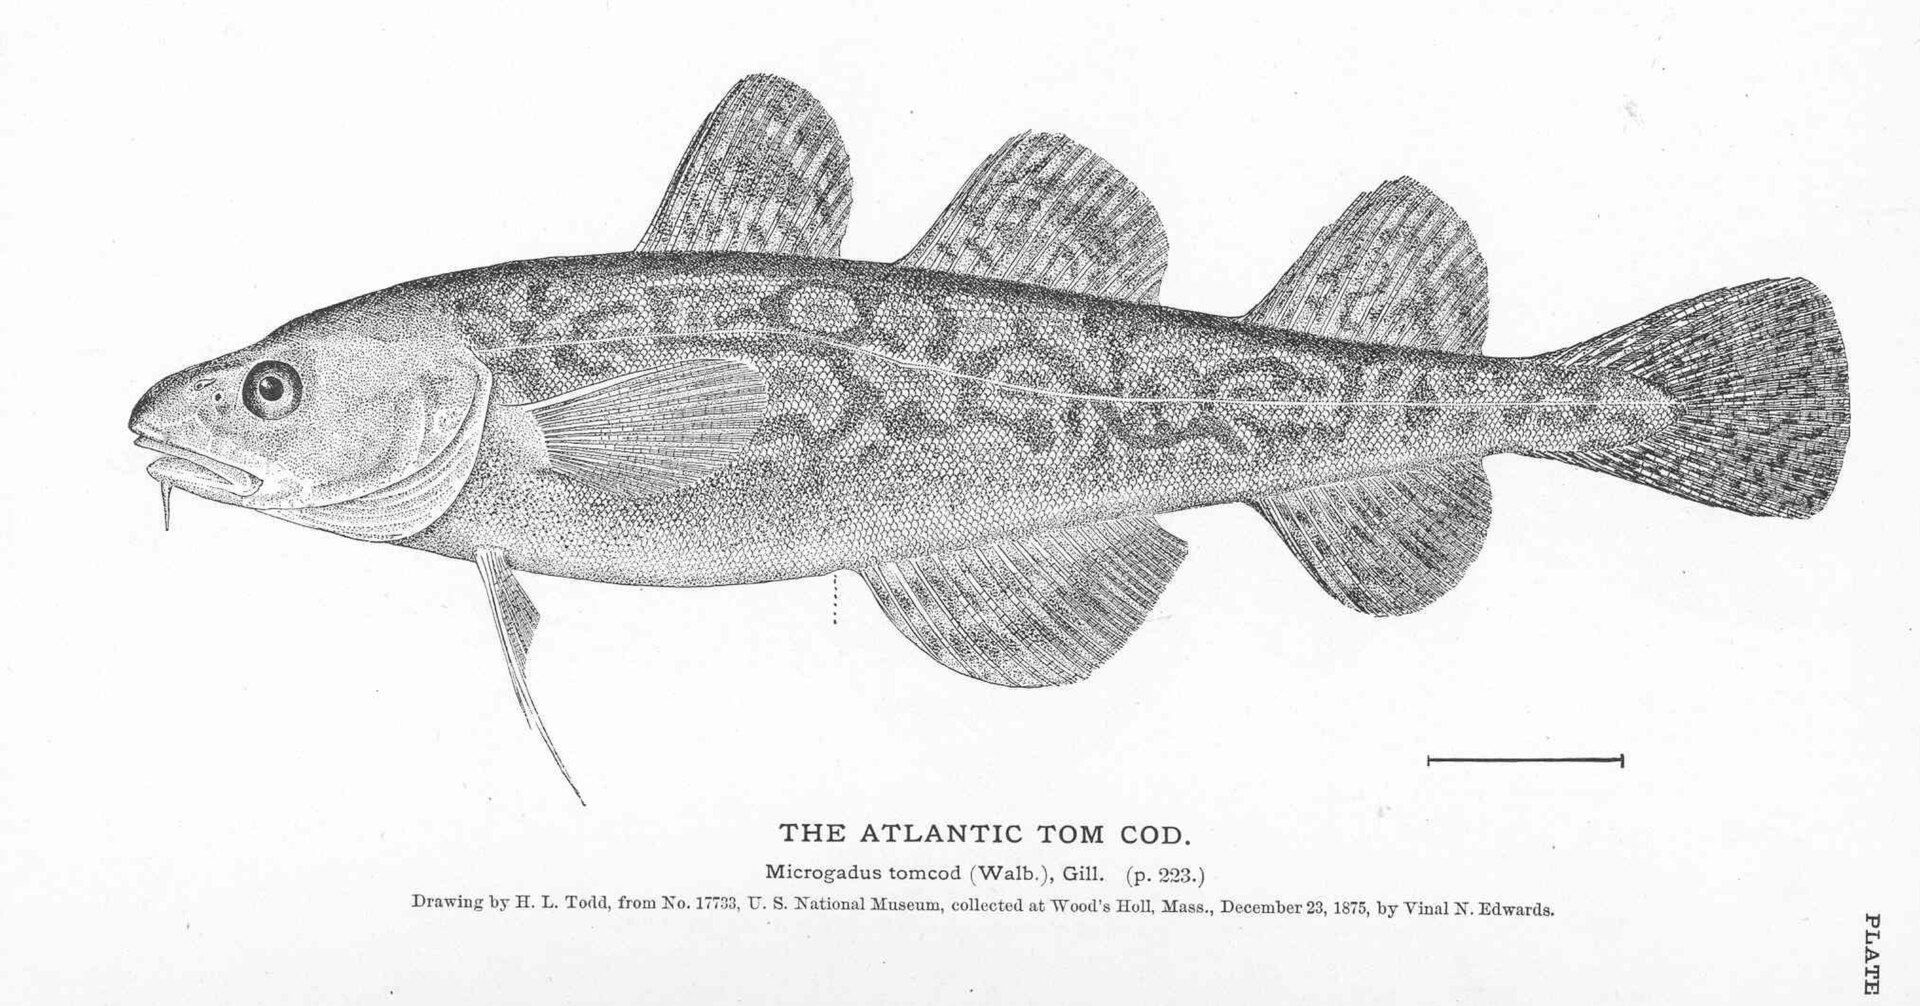 THE ATLANTIC TOM COD.
Microgadus tomcod (Walb.), Gill. (p. 223.)
Drawing by H. L. Todd, from No. 17733, U. S. National Museum, collected at Wood's Holl, Mass., December 23, 1875, by Vinal N. Edwards.
PLATE